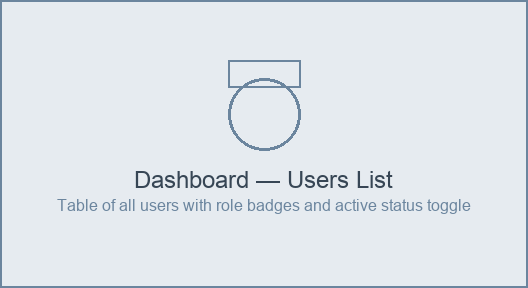 Dashboard — Users List
Table of all users with role badges and active status toggle